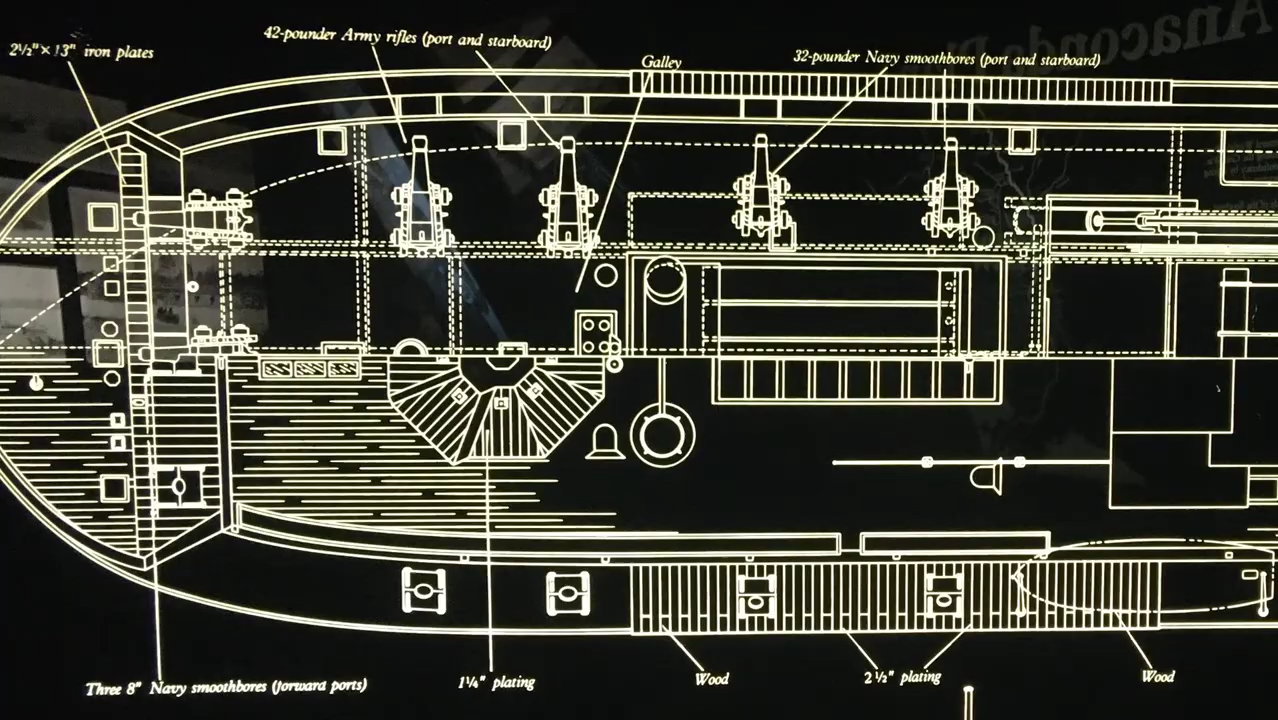 2½"× 13" iron plates
42-pounder Army rifles (port and starboard)
Galley
32-pounder Navy smoothbores (port and starboard)
Anaconda
Three 8" Navy smoothbores (forward ports)
1¼" plating
Wood
2½" plating
Wood